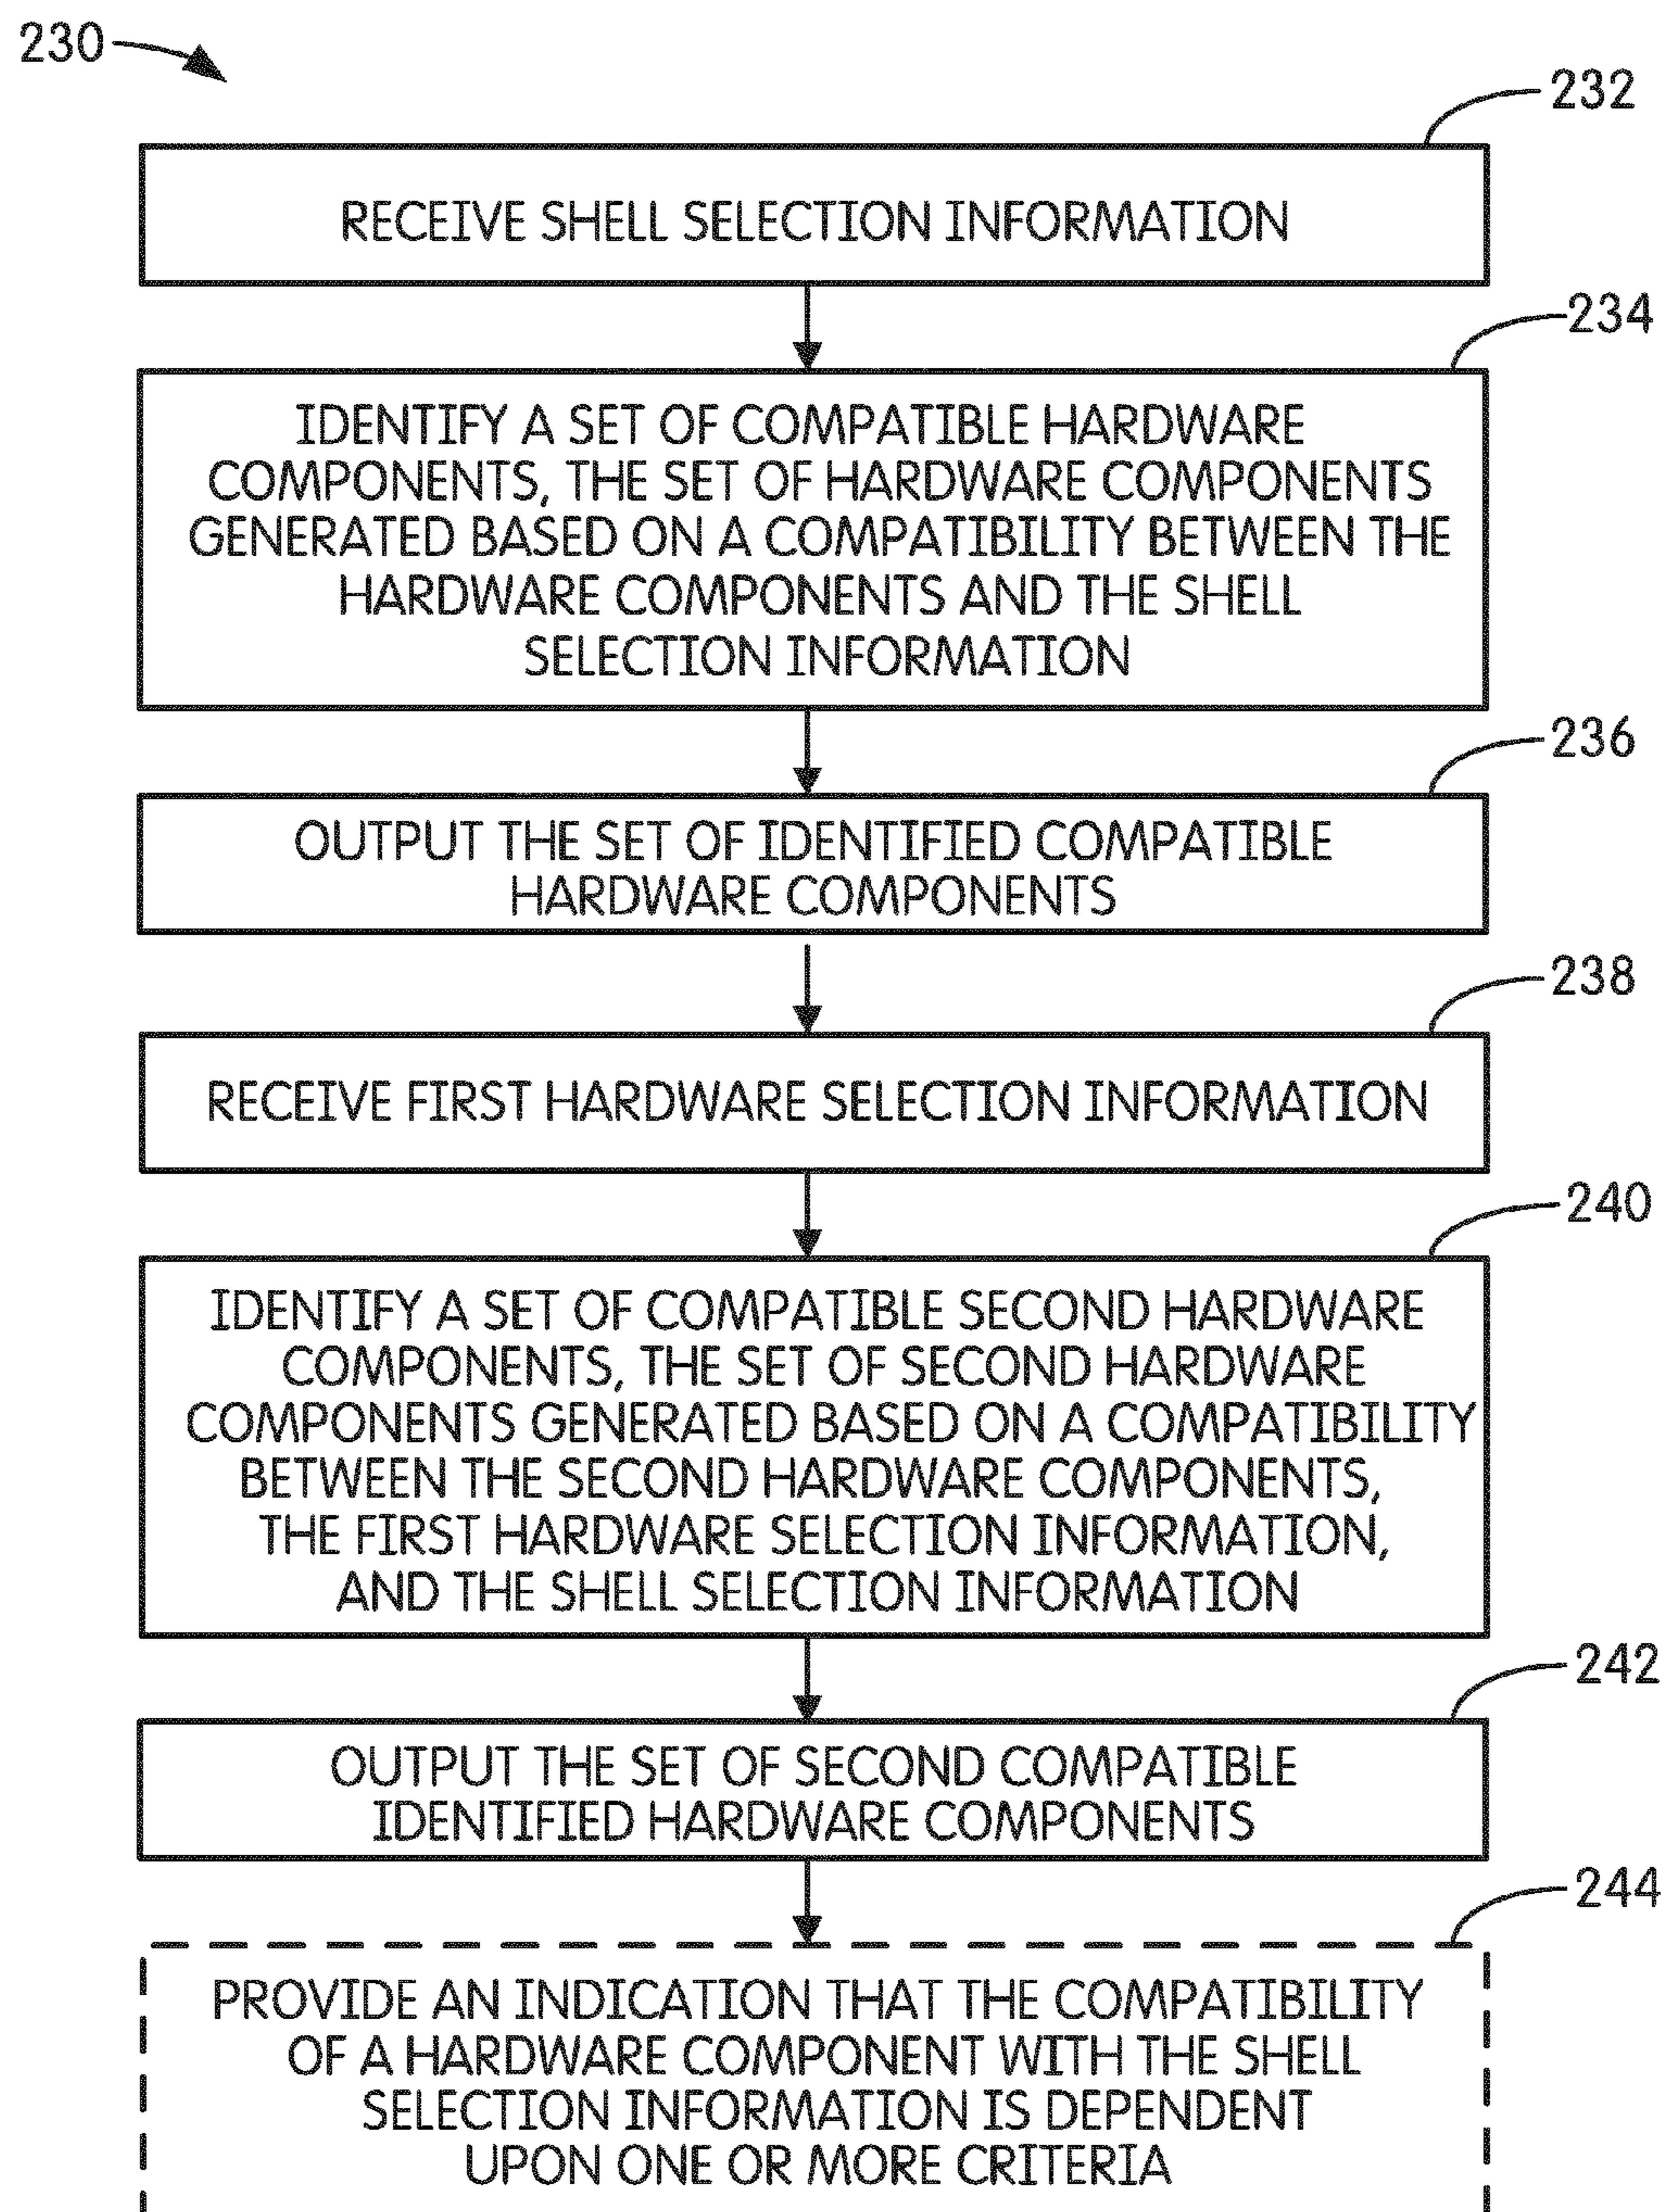 230
232
RECEIVE SHELL SELECTION INFORMATION
234
IDENTIFY A SET OF COMPATIBLE HARDWARE
COMPONENTS, THE SET OF HARDWARE COMPONENTS
GENERATED BASED ON A COMPATIBILITY BETWEEN THE
HARDWARE COMPONENTS AND THE SHELL
SELECTION INFORMATION
236
OUTPUT THE SET OF IDENTIFIED COMPATIBLE
HARDWARE COMPONENTS
238
RECEIVE FIRST HARDWARE SELECTION INFORMATION
240
IDENTIFY A SET OF COMPATIBLE SECOND HARDWARE
COMPONENTS, THE SET OF SECOND HARDWARE
COMPONENTS GENERATED BASED ON A COMPATIBILITY
BETWEEN THE SECOND HARDWARE COMPONENTS,
THE FIRST HARDWARE SELECTION INFORMATION,
AND THE SHELL SELECTION INFORMATION
242
OUTPUT THE SET OF SECOND COMPATIBLE
IDENTIFIED HARDWARE COMPONENTS
244
PROVIDE AN INDICATION THAT THE COMPATIBILITY
OF A HARDWARE COMPONENT WITH THE SHELL
SELECTION INFORMATION IS DEPENDENT
UPON ONE OR MORE CRITERIA